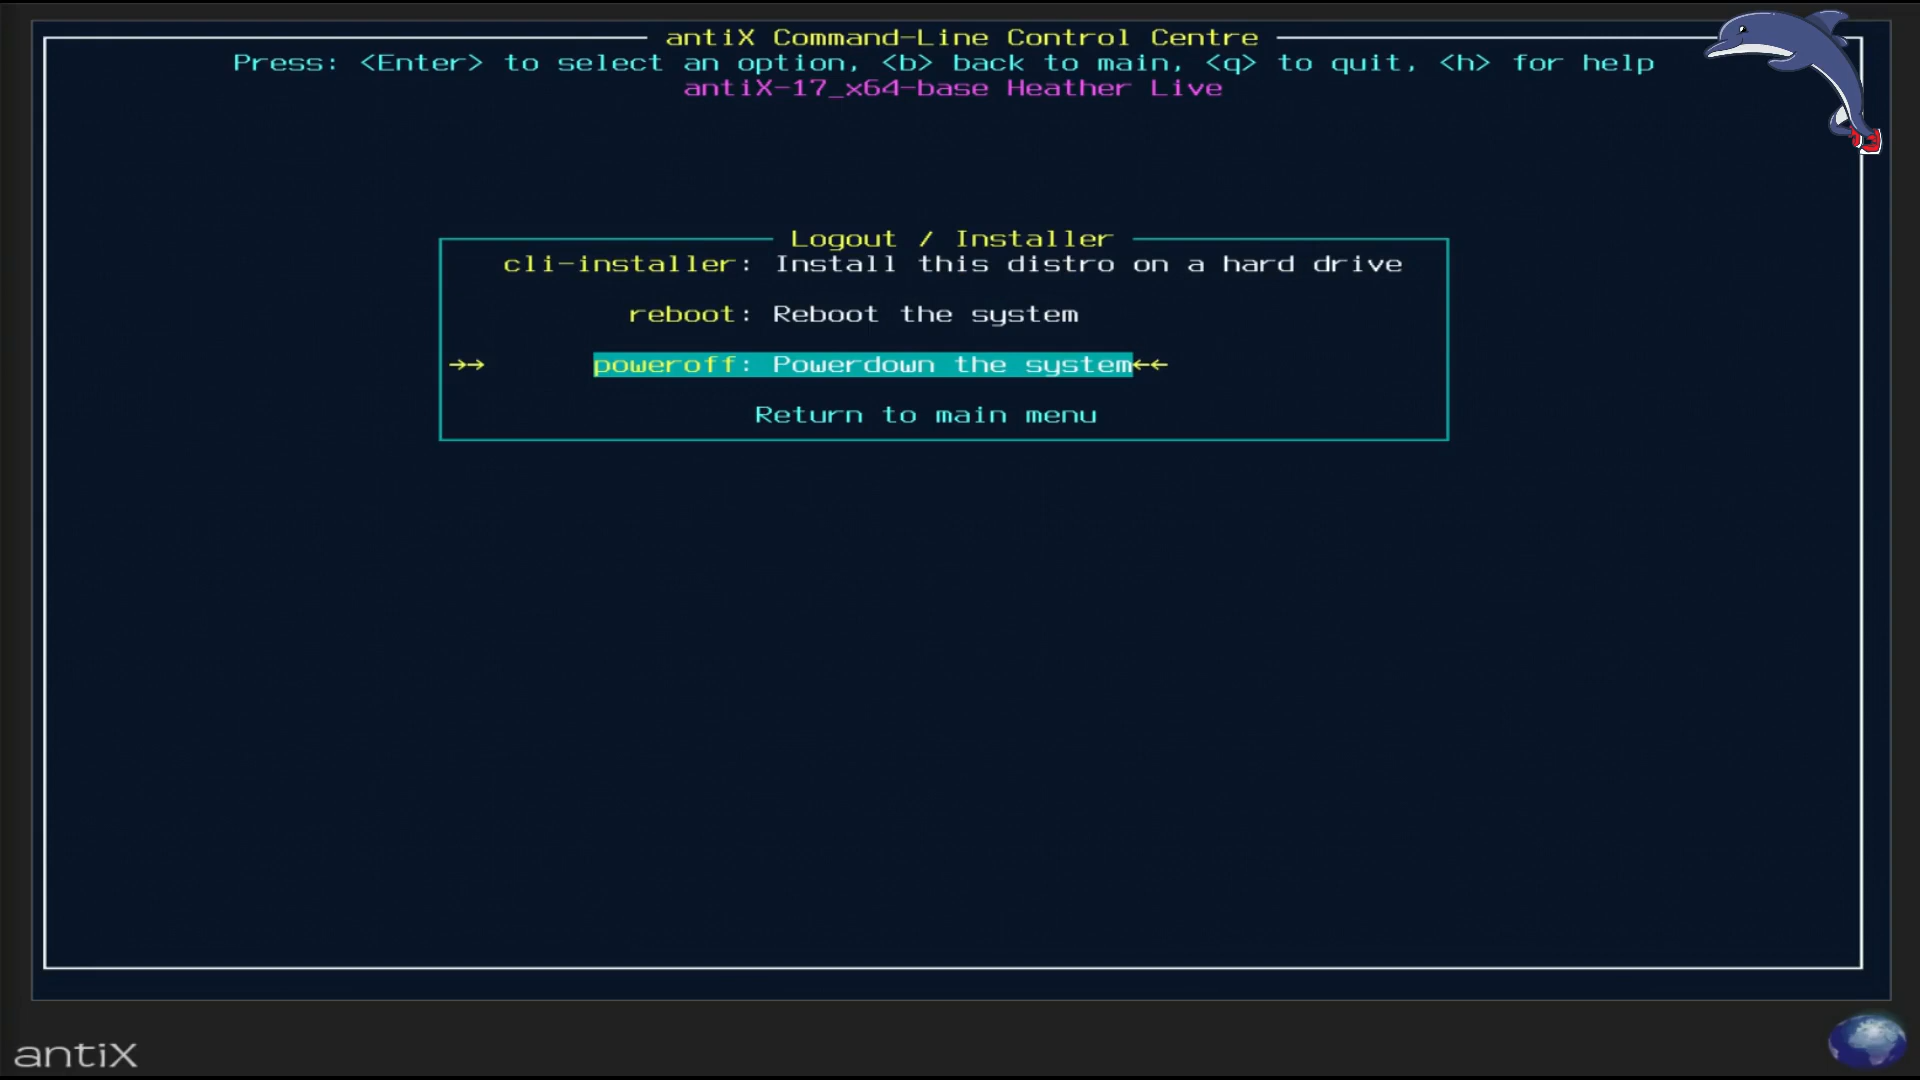 antiX Command-Line Control Centre
Press: <Enter> to select an option, <b> back to main, <q> to quit, <h> for help
antiX-17_x64-base Heather Live
Logout / Installer
cli-installer: Install this distro on a hard drive
reboot: Reboot the system
→→ poweroff: Powerdown the system←←
Return to main menu
antiX